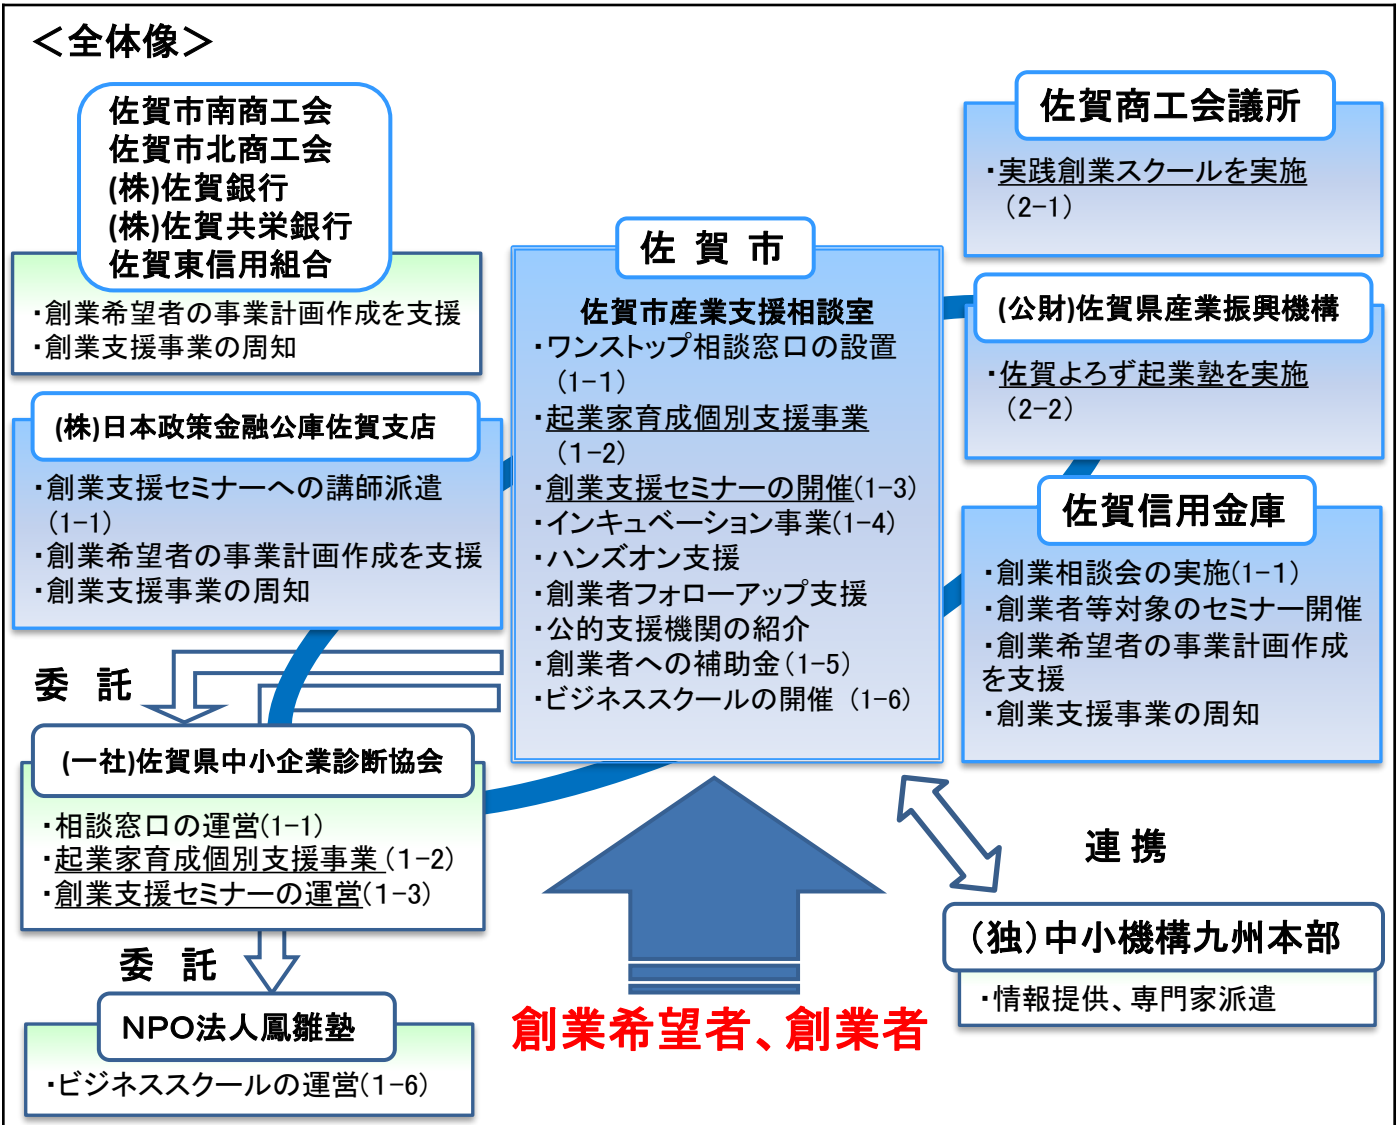 ＜全体像＞
佐賀市南商工会
佐賀市北商工会
(株)佐賀銀行
(株)佐賀共栄銀行
佐賀東信用組合
・創業希望者の事業計画作成を支援
・創業支援事業の周知
(株)日本政策金融公庫佐賀支店
・創業支援セミナーへの講師派遣
(1-1)
・創業希望者の事業計画作成を支援
・創業支援事業の周知
委 託
(一社)佐賀県中小企業診断協会
・相談窓口の運営(1-1)
・起業家育成個別支援事業(1-2)
・創業支援セミナーの運営(1-3)
委 託
NPO法人鳳雛塾
・ビジネススクールの運営(1-6)
佐 賀 市
佐賀市産業支援相談室
・ワンストップ相談窓口の設置
(1-1)
・起業家育成個別支援事業
(1-2)
・創業支援セミナーの開催(1-3)
・インキュベーション事業(1-4)
・ハンズオン支援
・創業者フォローアップ支援
・公的支援機関の紹介
・創業者への補助金(1-5)
・ビジネススクールの開催 (1-6)
創業希望者、創業者
佐賀商工会議所
・実践創業スクールを実施
(2-1)
(公財)佐賀県産業振興機構
・佐賀よろず起業塾を実施
(2-2)
佐賀信用金庫
・創業相談会の実施(1-1)
・創業者等対象のセミナー開催
・創業希望者の事業計画作成
を支援
・創業支援事業の周知
連 携
(独)中小機構九州本部
・情報提供、専門家派遣